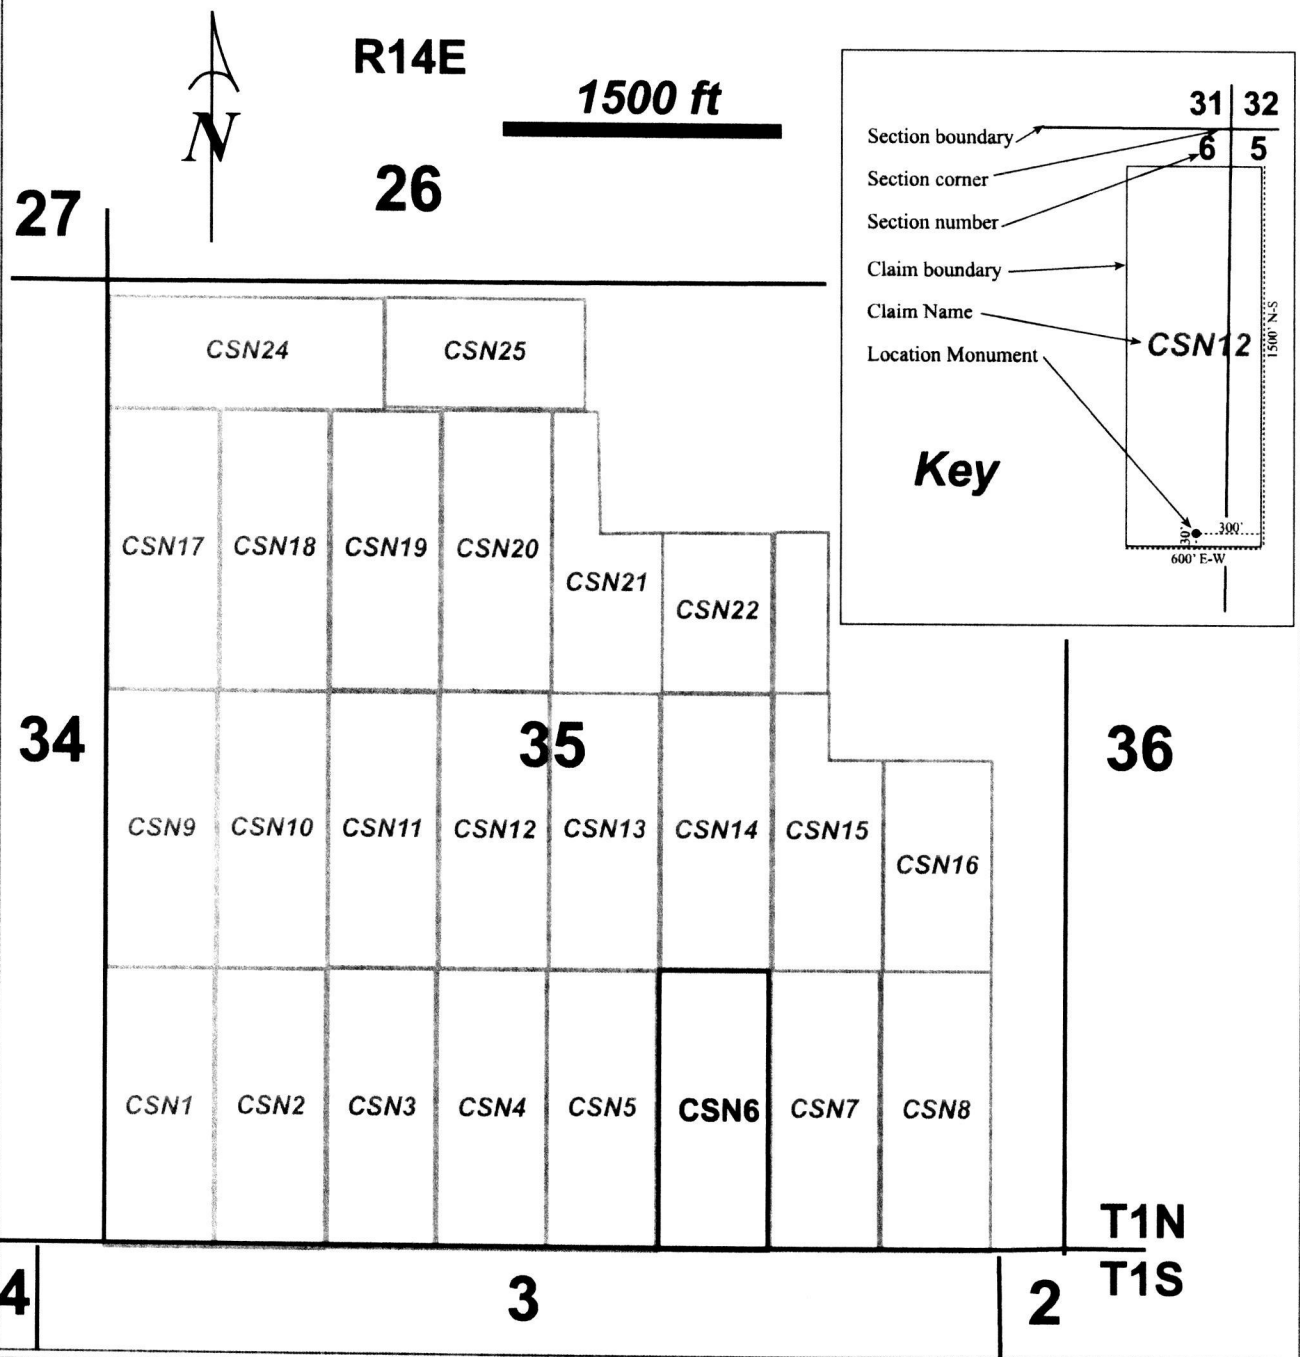 R14E
1500 ft
N
27
26
31 32
6 5
Section boundary
Section corner
Section number
Claim boundary
Claim Name
Location Monument
CSN12
1500' N-S
Key
30'
300'
600' E-W
CSN24 CSN25
CSN17 CSN18 CSN19 CSN20 CSN21 CSN22
34 35 36
CSN9 CSN10 CSN11 CSN12 CSN13 CSN14 CSN15 CSN16
CSN1 CSN2 CSN3 CSN4 CSN5 CSN6 CSN7 CSN8
T1N
T1S
4 3 2